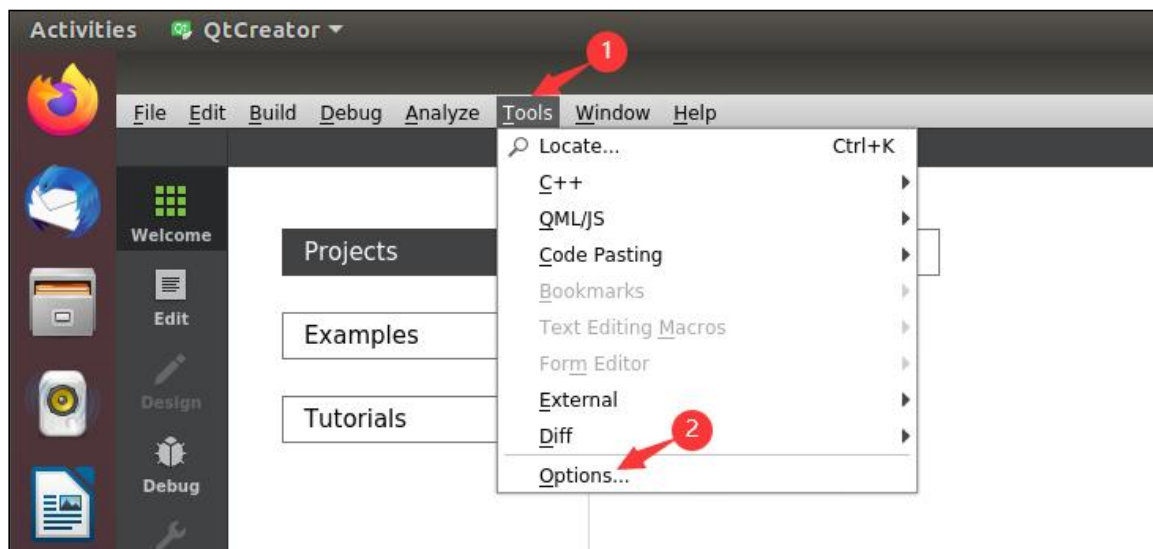 Activities QtCreator
1
File Edit Build Debug Analyze Tools Window Help
Locate... Ctrl+K
C++
QML/JS
Code Pasting
Bookmarks
Text Editing Macros
Form Editor
External
Diff
2
Options...
Welcome
Edit
Design
Debug
Projects
Examples
Tutorials